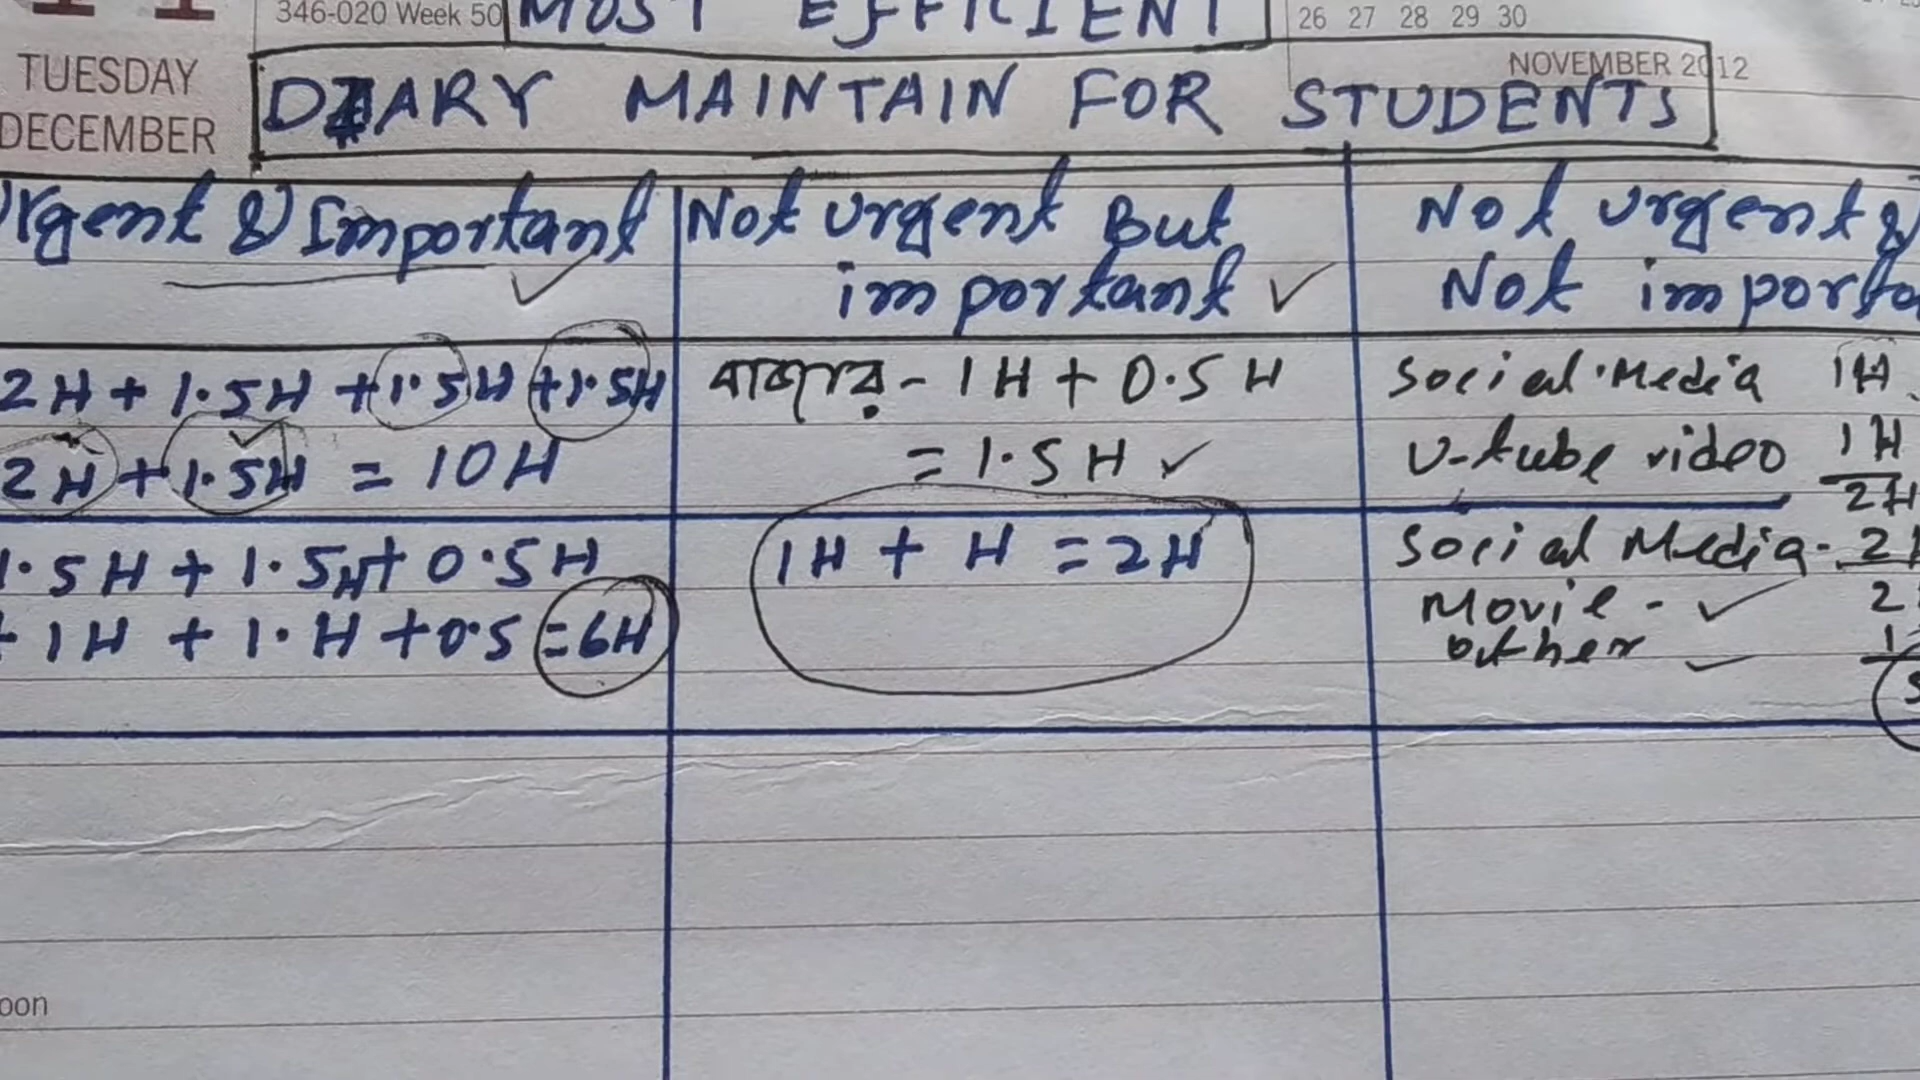 346-020 Week 50
MOST EFFICIENT
26 27 28 29 30
TUESDAY
DECEMBER
NOVEMBER 2012
DIARY MAINTAIN FOR STUDENTS
Urgent & Important
Not urgent But
important ✓
Not urgent &
Not importa
2H + 1.5H + 1.5H + 1.5H
2H + 1.5H = 10H
বাজার - 1H + 0.5H
= 1.5H ✓
Social Media 1H
U-tube video 1H
2H
1.5H + 1.5H + 0.5H
+ 1H + 1.H + 0.5 = 6H
1H + H = 2H
Social Media - 2H
Movie - ✓ 2
other ✓ 1
oon